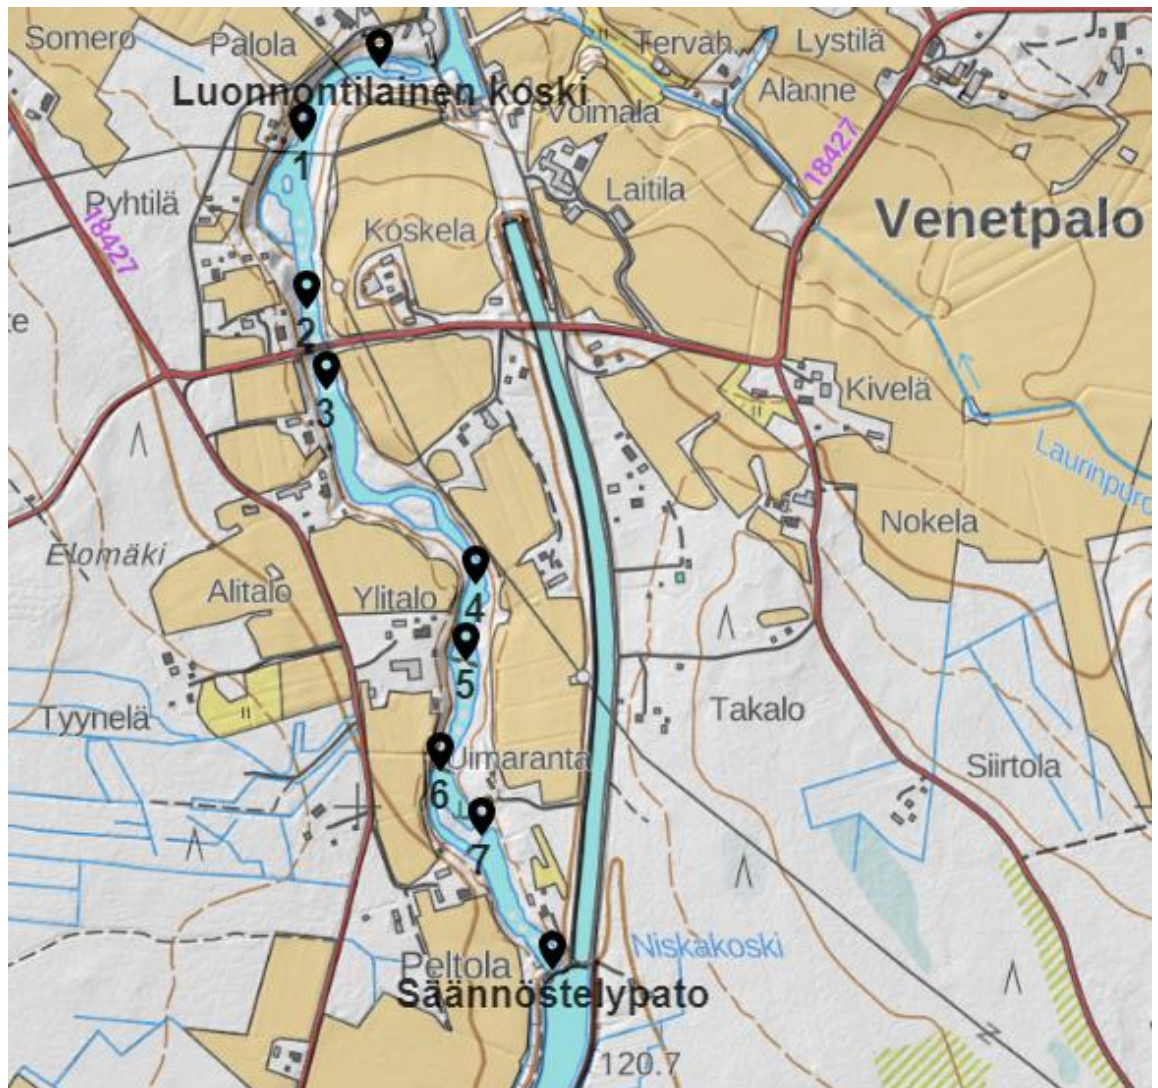 Somero
Palola
Tervah.
Lystilä
Luonnontilainen koski
Alanne
Voimala
1
18427
Laitila
Pyhtilä
Koskela
Venetpalo
18427
2
Kivelä
3
Laurinpuro
Nokela
Elomäki
Alitalo
Ylitalo
4
5
Takalo
Tyynelä
Uimaranta
Siirtola
6
7
Niskakoski
Peltola
Säännöstelypato
120.7